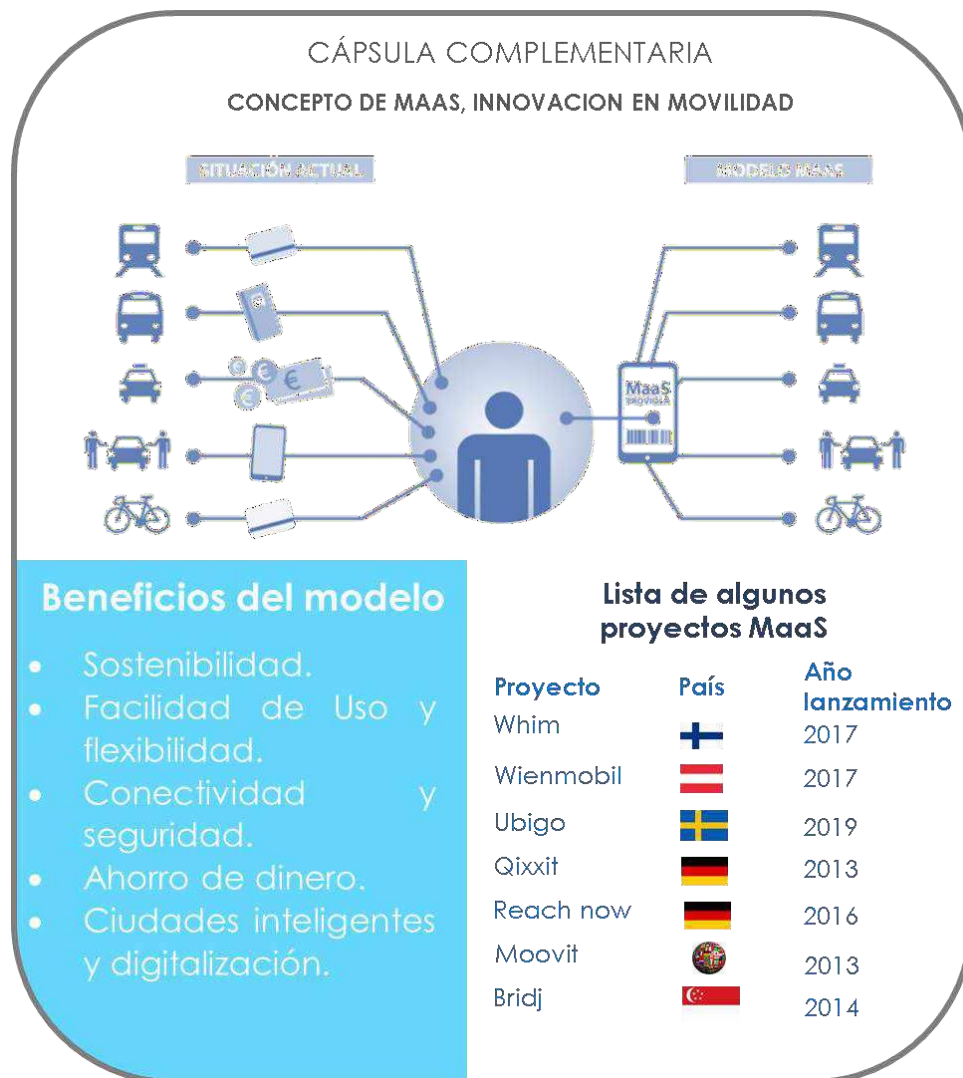 CÁPSULA COMPLEMENTARIA
CONCEPTO DE MAAS, INNOVACION EN MOVILIDAD
SITUACIÓN ACTUAL
MODELO MAAS
€
€
€
€
MaaS
Beneficios del modelo
• Sostenibilidad.
• Facilidad de Uso y
flexibilidad.
• Conectividad y
seguridad.
• Ahorro de dinero.
• Ciudades inteligentes
y digitalización.
Lista de algunos
proyectos MaaS
Proyecto País Año
lanzamiento
Whim 2017
Wienmobil 2017
Ubigo 2019
Qixxit 2013
Reach now 2016
Moovit 2013
Bridj 2014